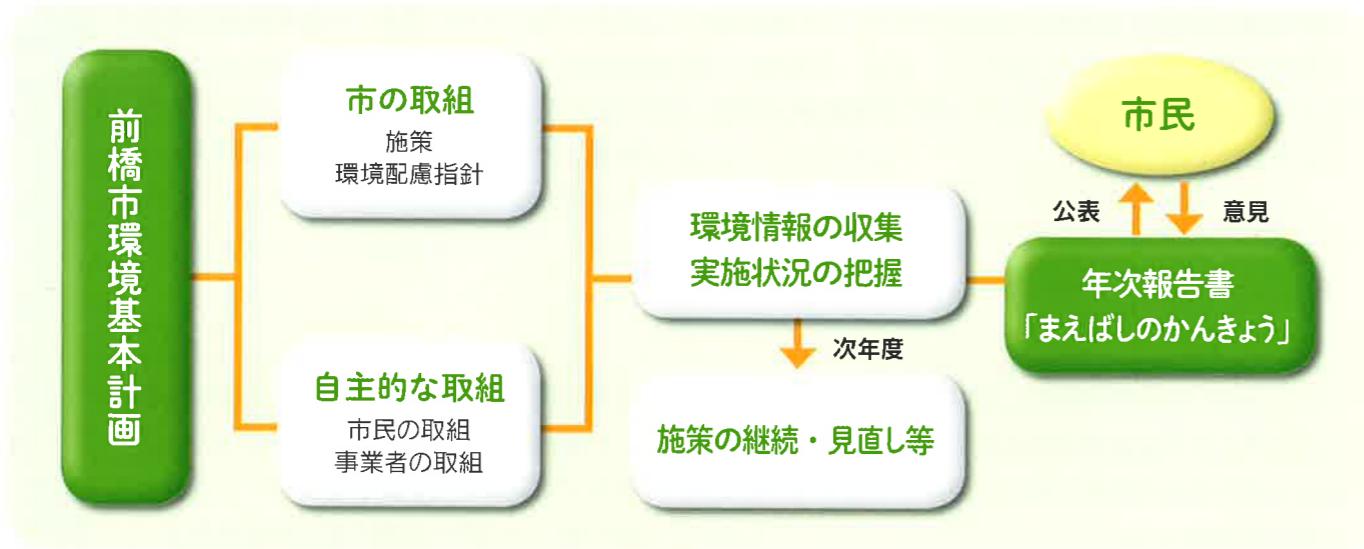 前橋市環境基本計画
市の取組
施策
環境配慮指針
自主的な取組
市民の取組
事業者の取組
環境情報の収集
実施状況の把握
次年度
施策の継続・見直し等
市民
公表
意見
年次報告書
「まえばしのかんきょう」